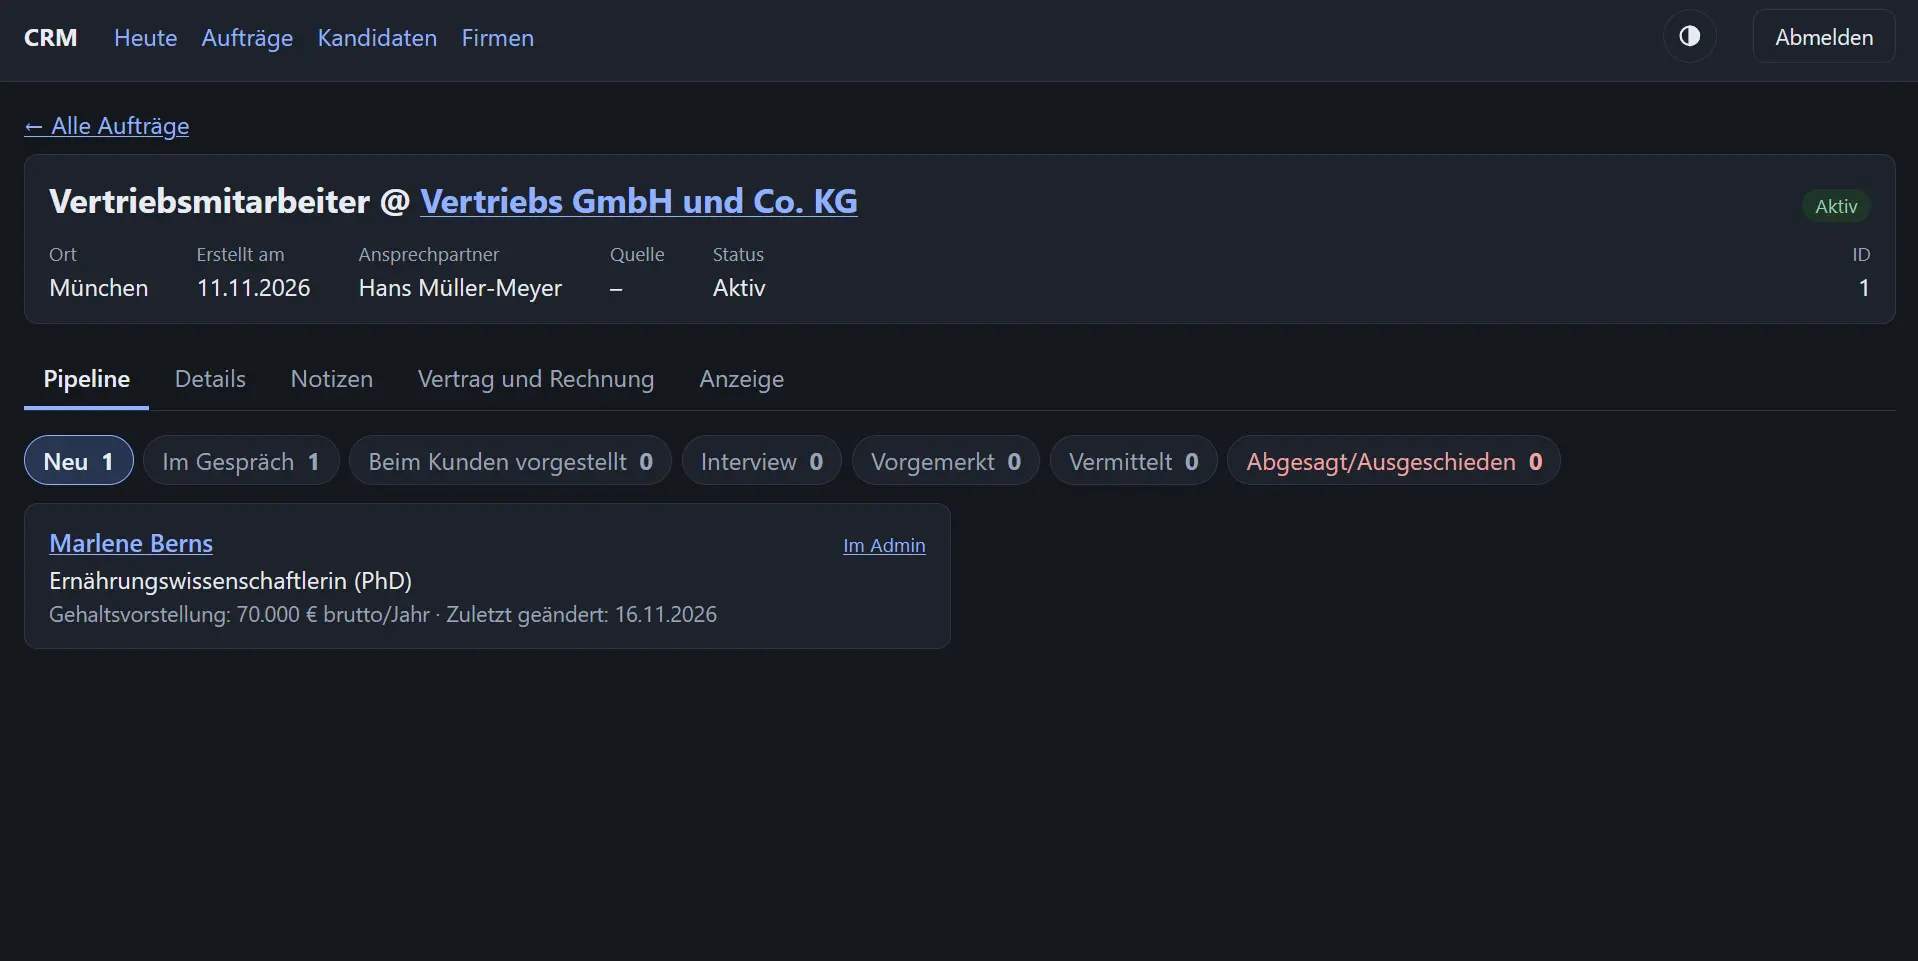 CRM Heute Aufträge Kandidaten Firmen Abmelden
← Alle Aufträge
Vertriebsmitarbeiter @ Vertriebs GmbH und Co. KG Aktiv
Ort Erstellt am Ansprechpartner Quelle Status ID
München 11.11.2026 Hans Müller-Meyer – Aktiv 1
Pipeline Details Notizen Vertrag und Rechnung Anzeige
Neu 1 Im Gespräch 1 Beim Kunden vorgestellt 0 Interview 0 Vorgemerkt 0 Vermittelt 0 Abgesagt/Ausgeschieden 0
Marlene Berns Im Admin
Ernährungswissenschaftlerin (PhD)
Gehaltsvorstellung: 70.000 € brutto/Jahr · Zuletzt geändert: 16.11.2026